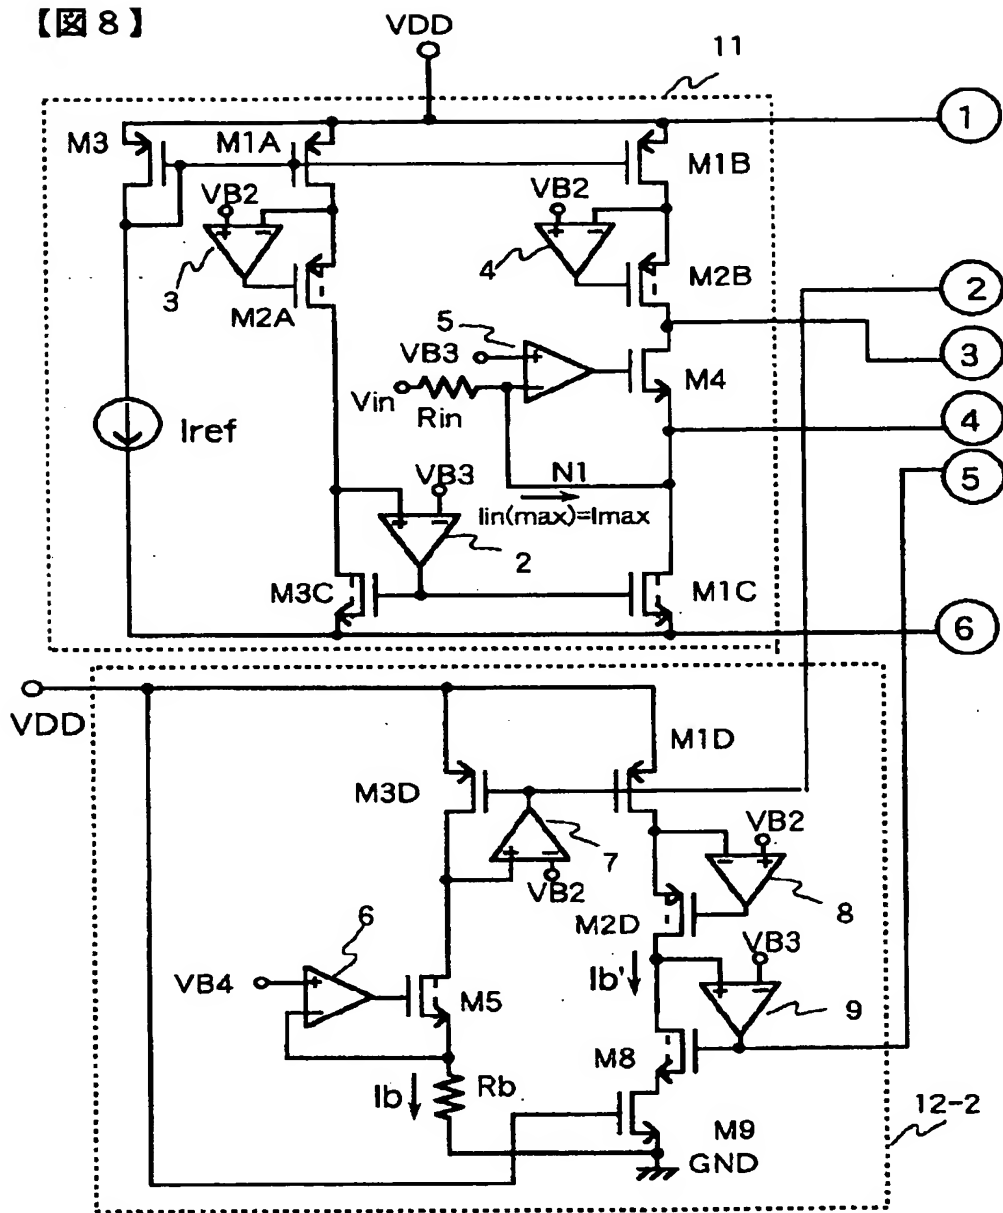 【図8】
VDD
11
1
M3
M1A
M1B
VB2
VB2
3
4
M2A
M2B
2
3
5
VB3
Vin
Rin
M4
4
5
Iref
N1
Iin(max)=Imax
VB3
2
M3C
M1C
6
VDD
M1D
M3D
7
VB2
VB2
8
M2D
6
VB4
M5
Ib'
VB3
9
M8
Ib
Rb
M9
GND
12-2